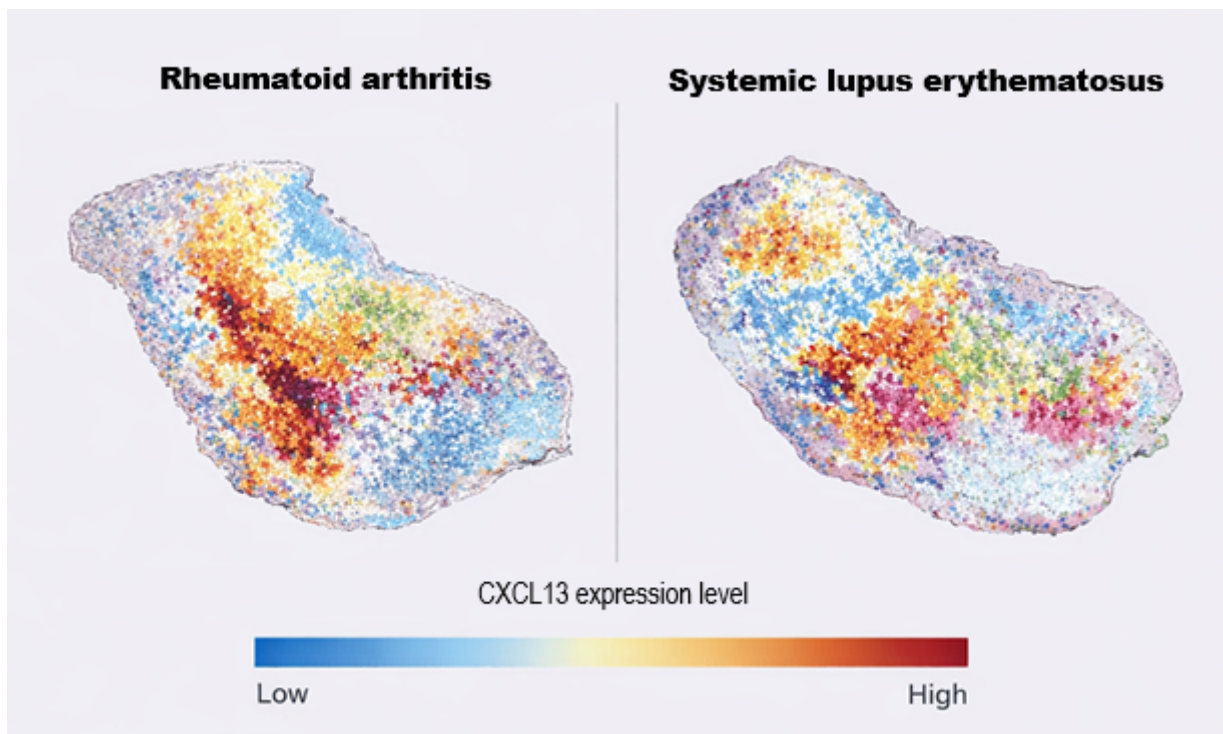 Rheumatoid arthritis
Systemic lupus erythematosus
CXCL13 expression level
Low
High